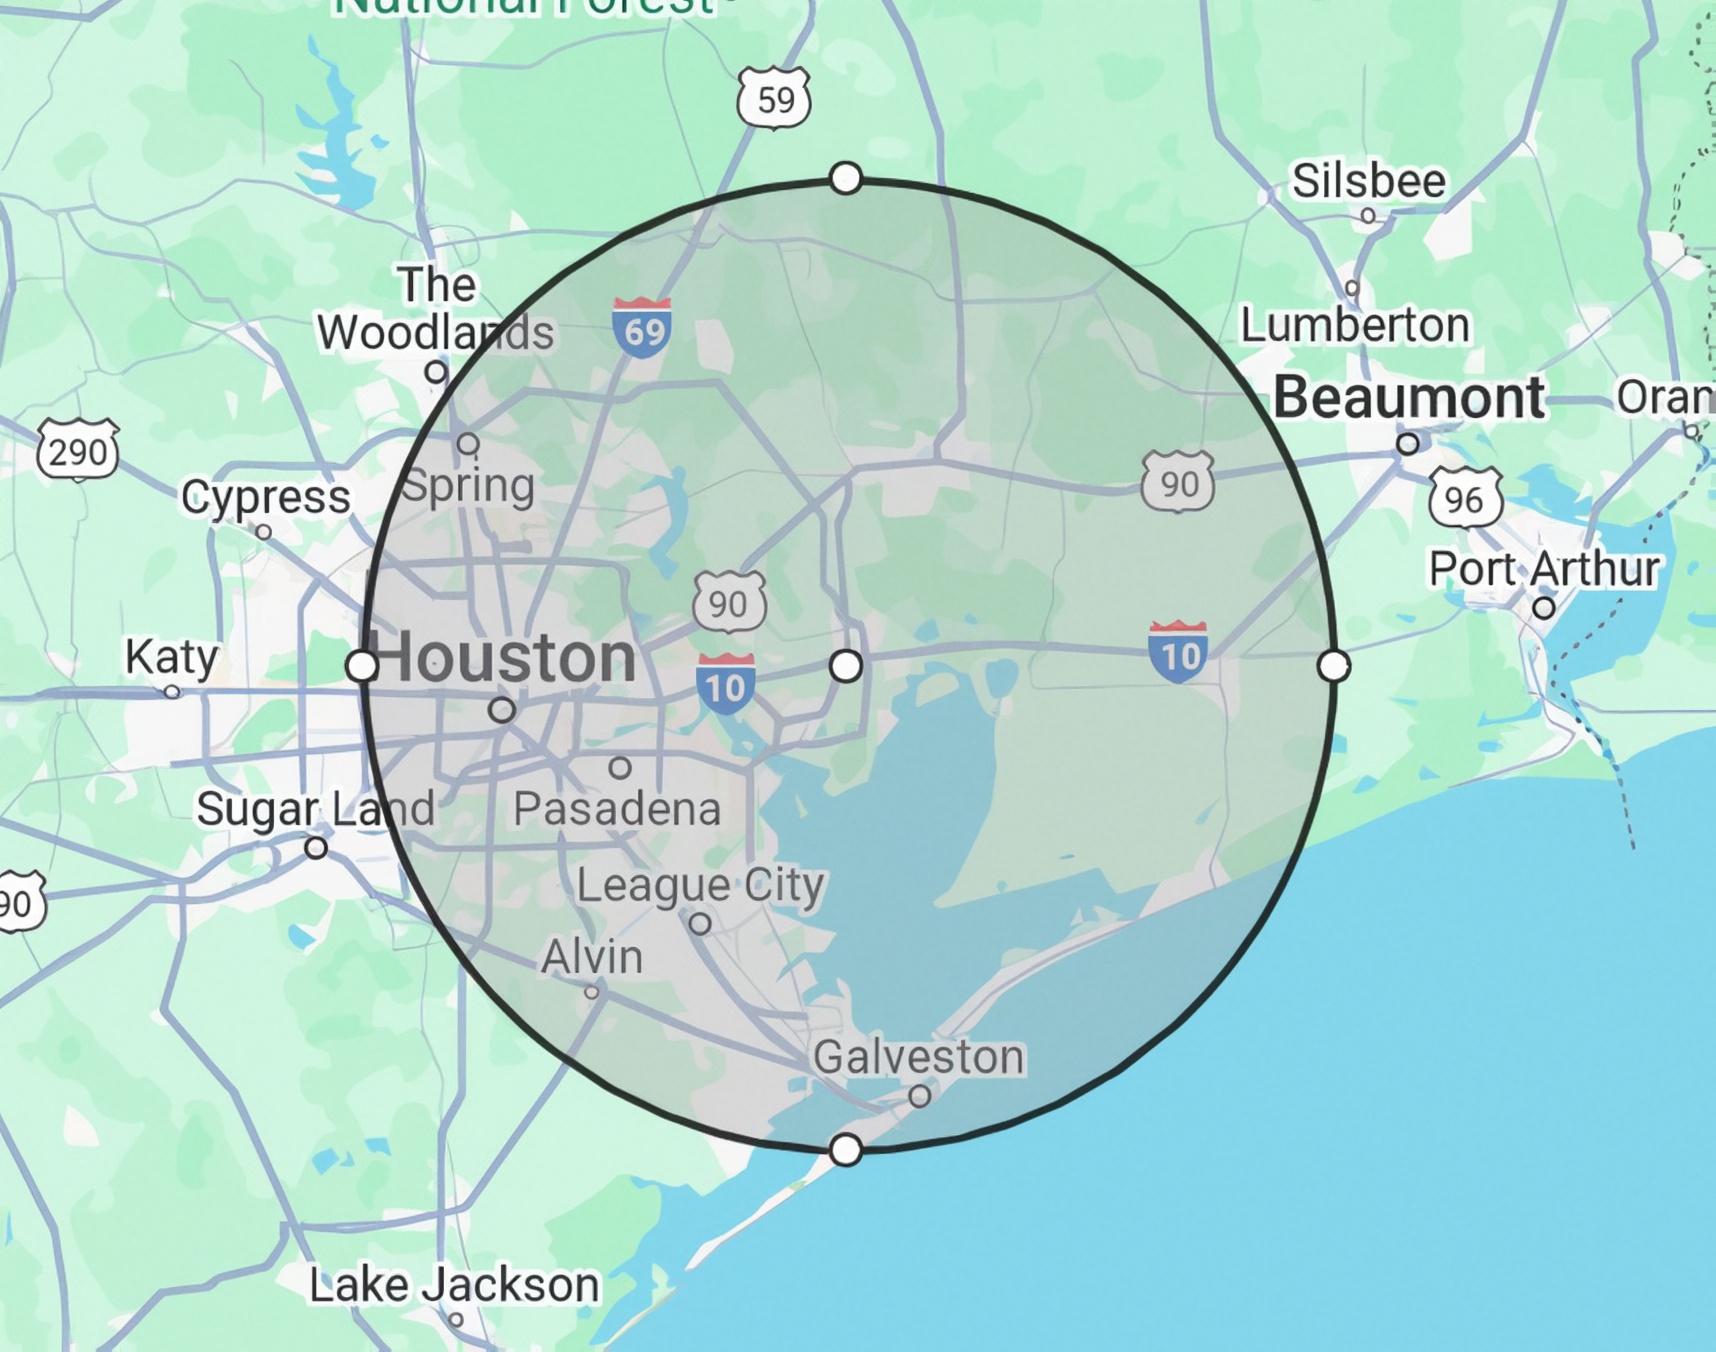 National Forest
59
Silsbee
The
Woodlands
69
Lumberton
Beaumont
Oran
290
Spring
90
96
Cypress
Port Arthur
90
Houston
Katy
10
10
Sugar Land
Pasadena
League City
90
Alvin
Galveston
Lake Jackson